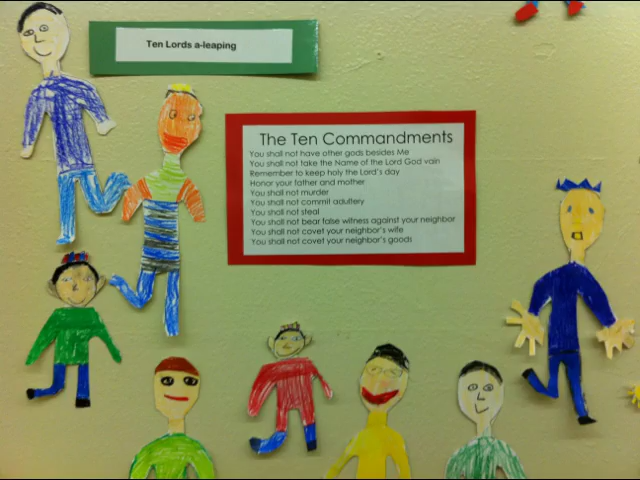 Ten Lords a-leaping
The Ten Commandments
You shall not have other gods besides Me
You shall not take the Name of the Lord God vain
Remember to keep holy the Lord's day
Honor your father and mother
You shall not murder
You shall not commit adultery
You shall not steal
You shall not bear false witness against your neighbor
You shall not covet your neighbor's wife
You shall not covet your neighbor's goods